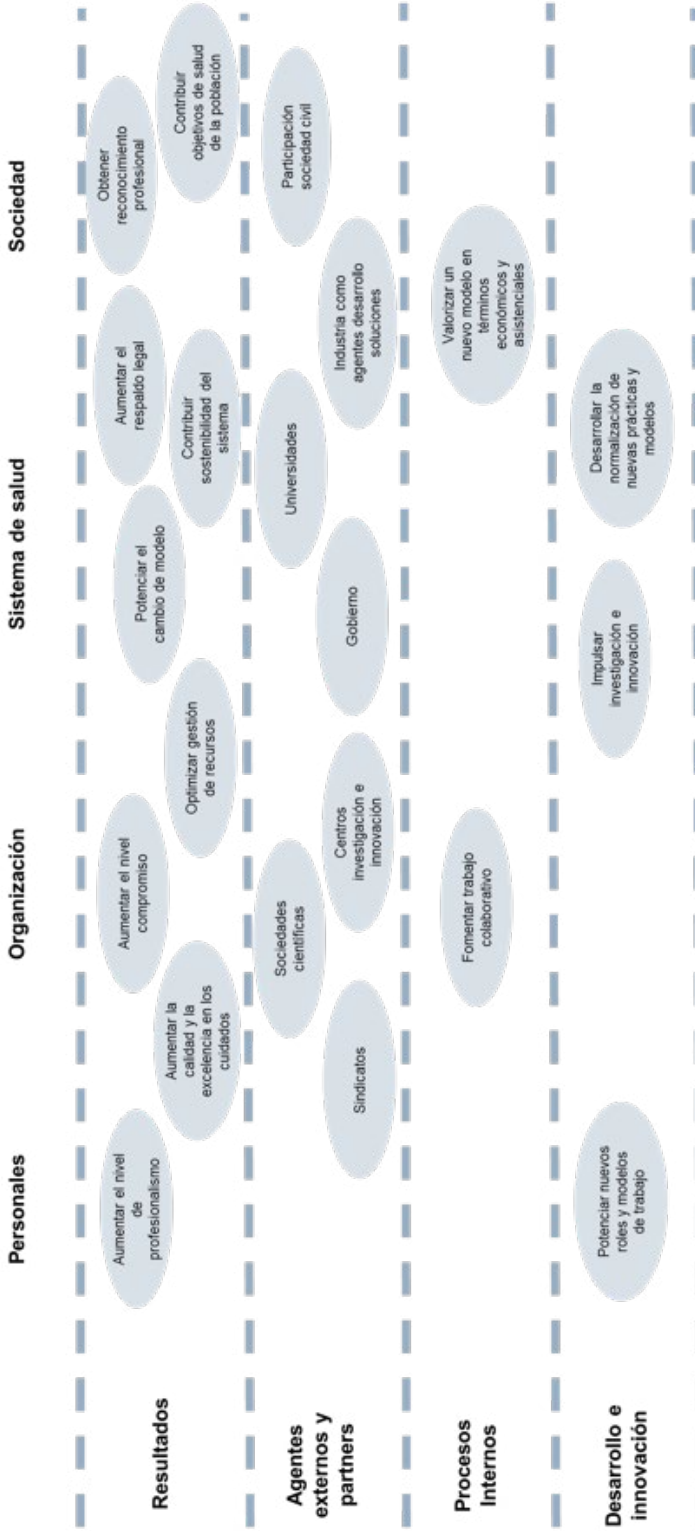 Personales
Organización
Sistema de salud
Sociedad
Resultados
Aumentar el nivel
de
profesionalismo
Aumentar la
calidad y la
excelencia en los
cuidados
Aumentar el nivel
compromiso
Optimizar gestión
de recursos
Potenciar el
cambio de modelo
Contribuir
sostenibilidad del
sistema
Aumentar el
respaldo legal
Obtener
reconocimiento
profesional
Contribuir
objetivos de salud
de la población
Agentes
externos y
partners
Sindicatos
Sociedades
científicas
Centros
investigación e
innovación
Gobierno
Universidades
Industria como
agentes desarrollo
soluciones
Participación
sociedad civil
Procesos
Internos
Fomentar trabajo
colaborativo
Valorizar un
nuevo modelo en
términos
económicos y
asistenciales
Desarrollo e
innovación
Potenciar nuevos
roles y modelos
de trabajo
Impulsar
investigación e
innovación
Desarrollar la
normalización de
nuevas prácticas y
modelos